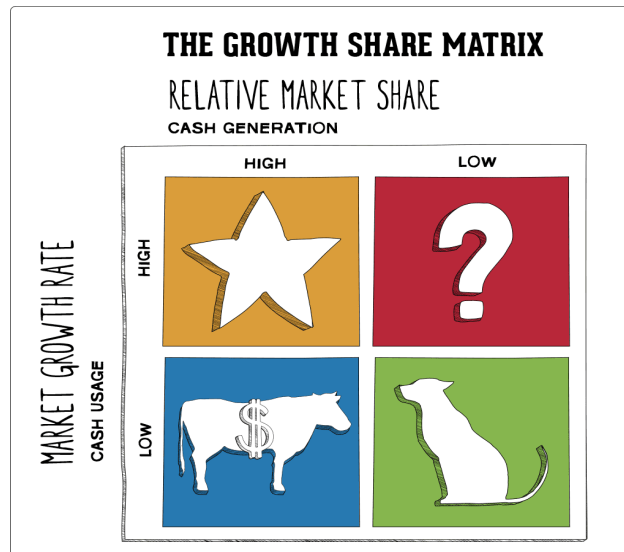 THE GROWTH SHARE MATRIX
RELATIVE MARKET SHARE
CASH GENERATION
HIGH
LOW
MARKET GROWTH RATE
CASH USAGE
HIGH
LOW
?
$